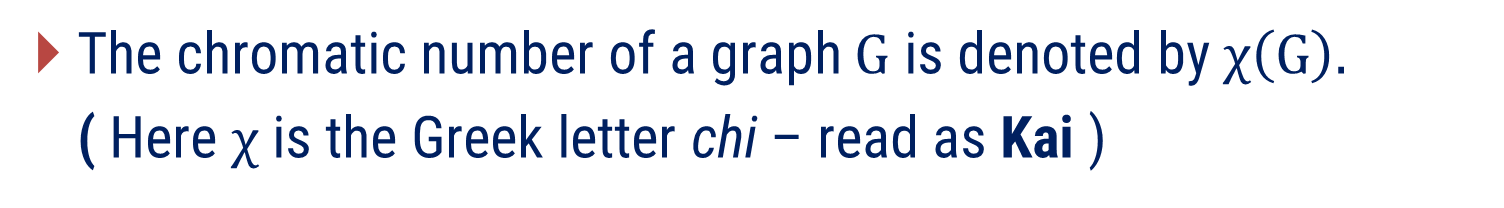 The chromatic number of a graph G is denoted by χ(G).
( Here χ is the Greek letter chi – read as Kai )